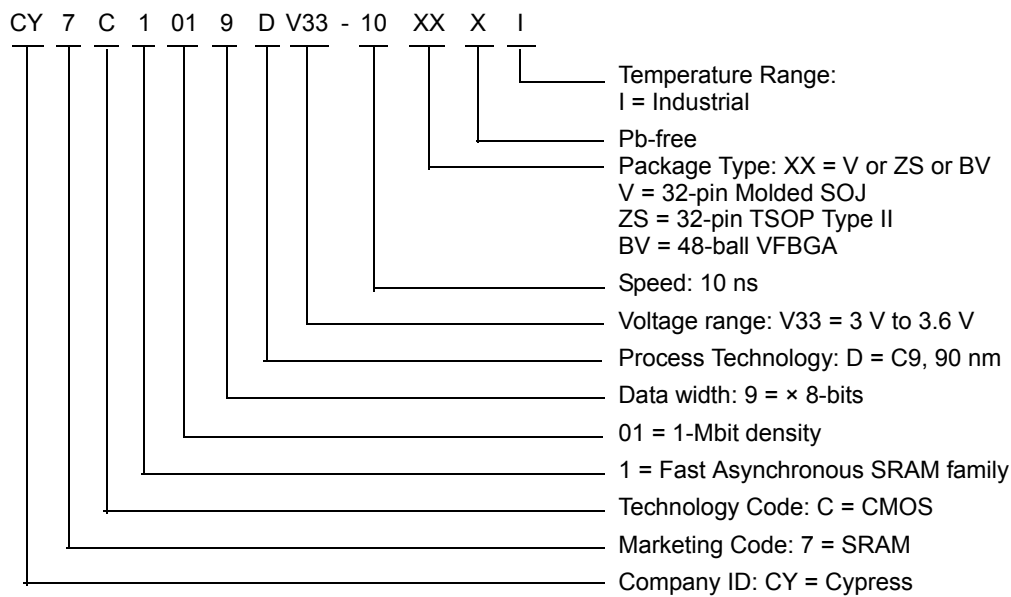 CY 7 C 1 01 9 D V33 - 10 XX X I
Temperature Range:
I = Industrial
Pb-free
Package Type: XX = V or ZS or BV
V = 32-pin Molded SOJ
ZS = 32-pin TSOP Type II
BV = 48-ball VFBGA
Speed: 10 ns
Voltage range: V33 = 3 V to 3.6 V
Process Technology: D = C9, 90 nm
Data width: 9 = × 8-bits
01 = 1-Mbit density
1 = Fast Asynchronous SRAM family
Technology Code: C = CMOS
Marketing Code: 7 = SRAM
Company ID: CY = Cypress